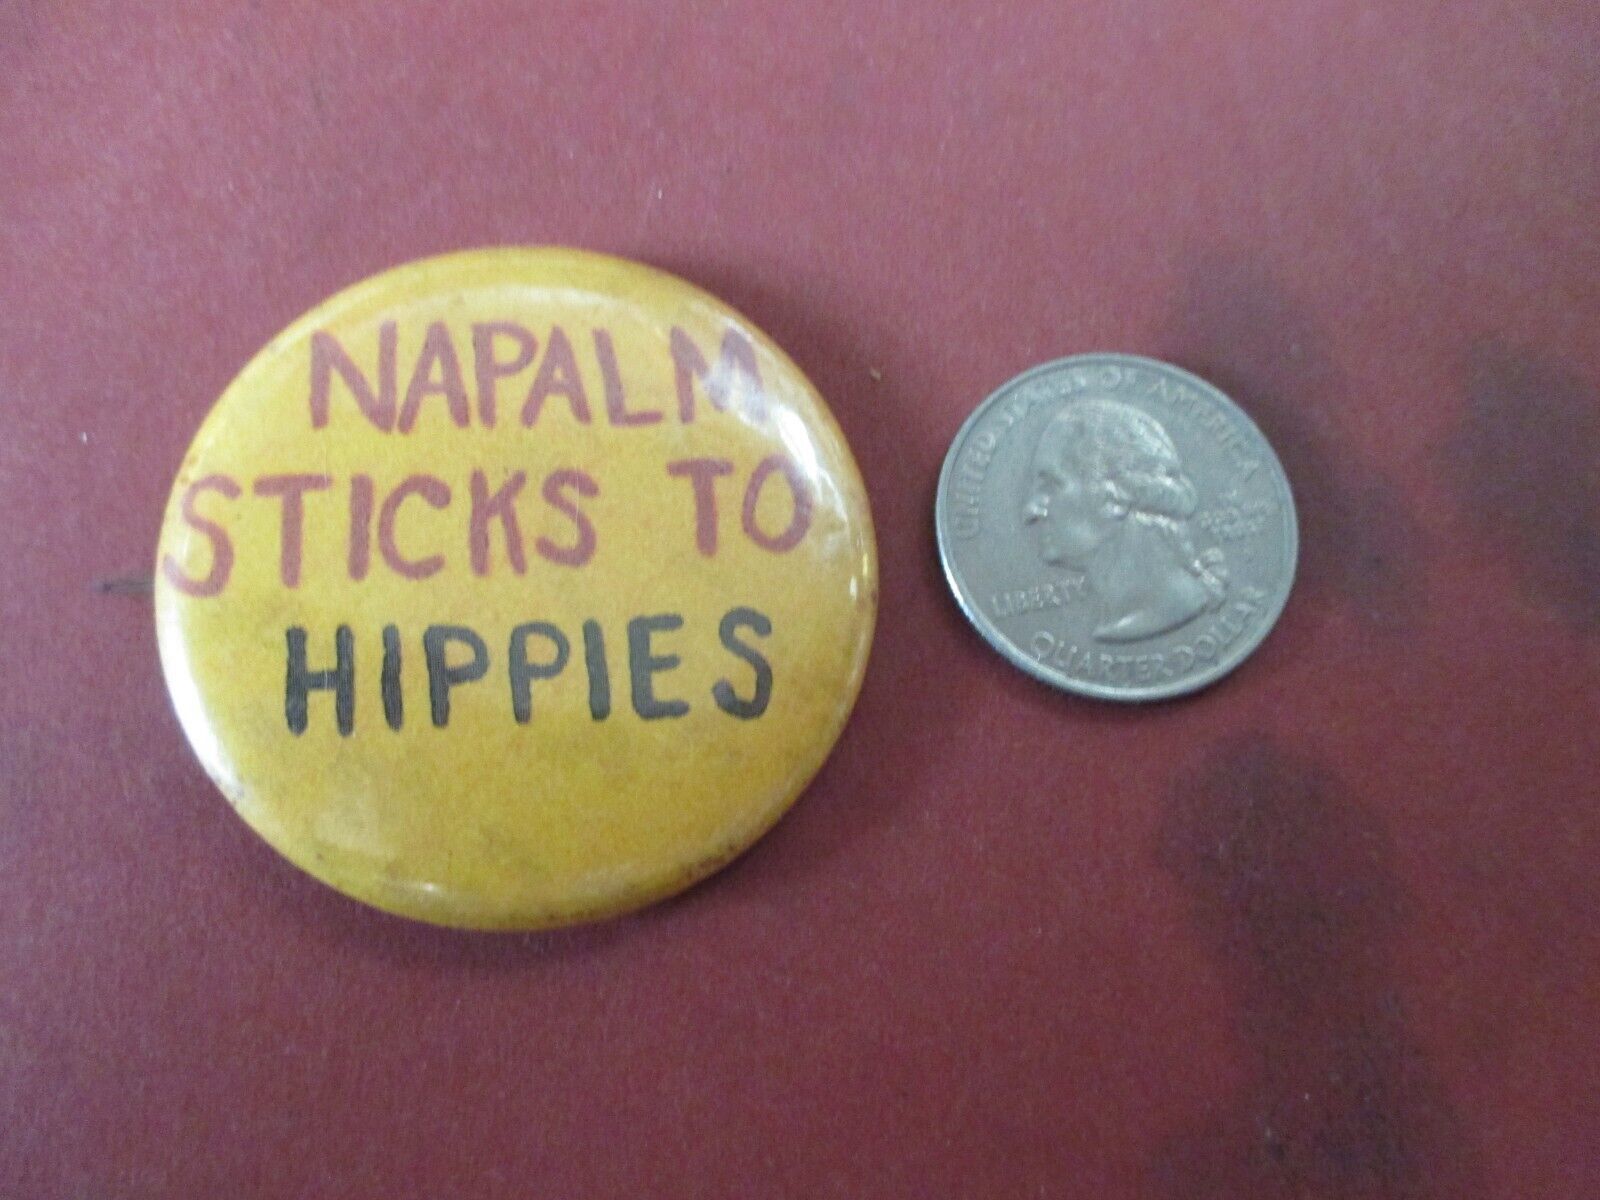 NAPALM
STICKS TO
HIPPIES
UNITED STATES OF AMERICA
LIBERTY
QUARTER DOLLAR